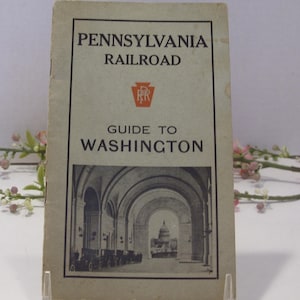 PENNSYLVANIA
RAILROAD
PRR
GUIDE TO
WASHINGTON